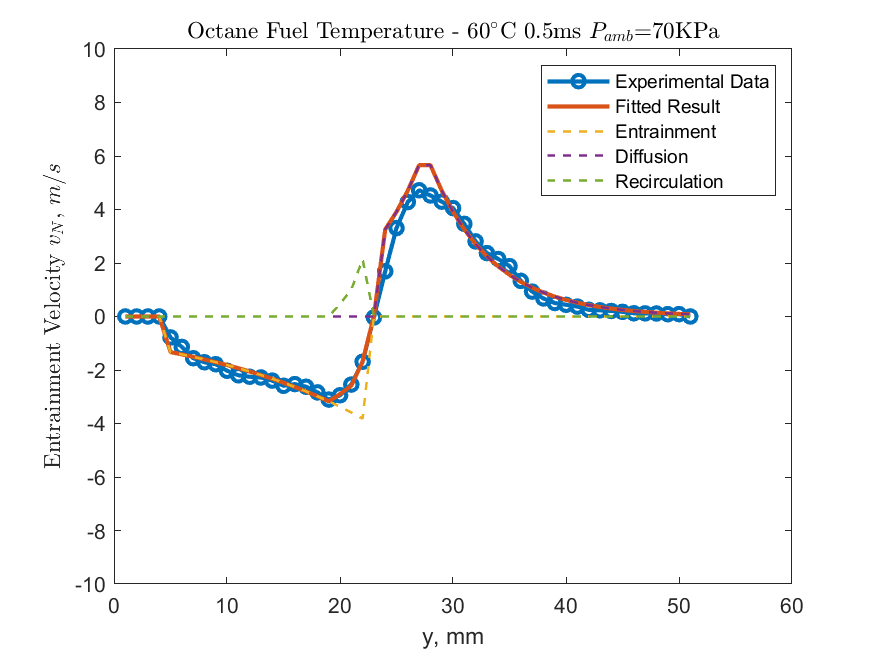 Octane Fuel Temperature - 60°C 0.5ms P_amb=70KPa
10
8
6
4
2
0
-2
-4
-6
-8
-10
Entrainment Velocity v_N, m/s
Experimental Data
Fitted Result
Entrainment
Diffusion
Recirculation
0 10 20 30 40 50 60
y, mm